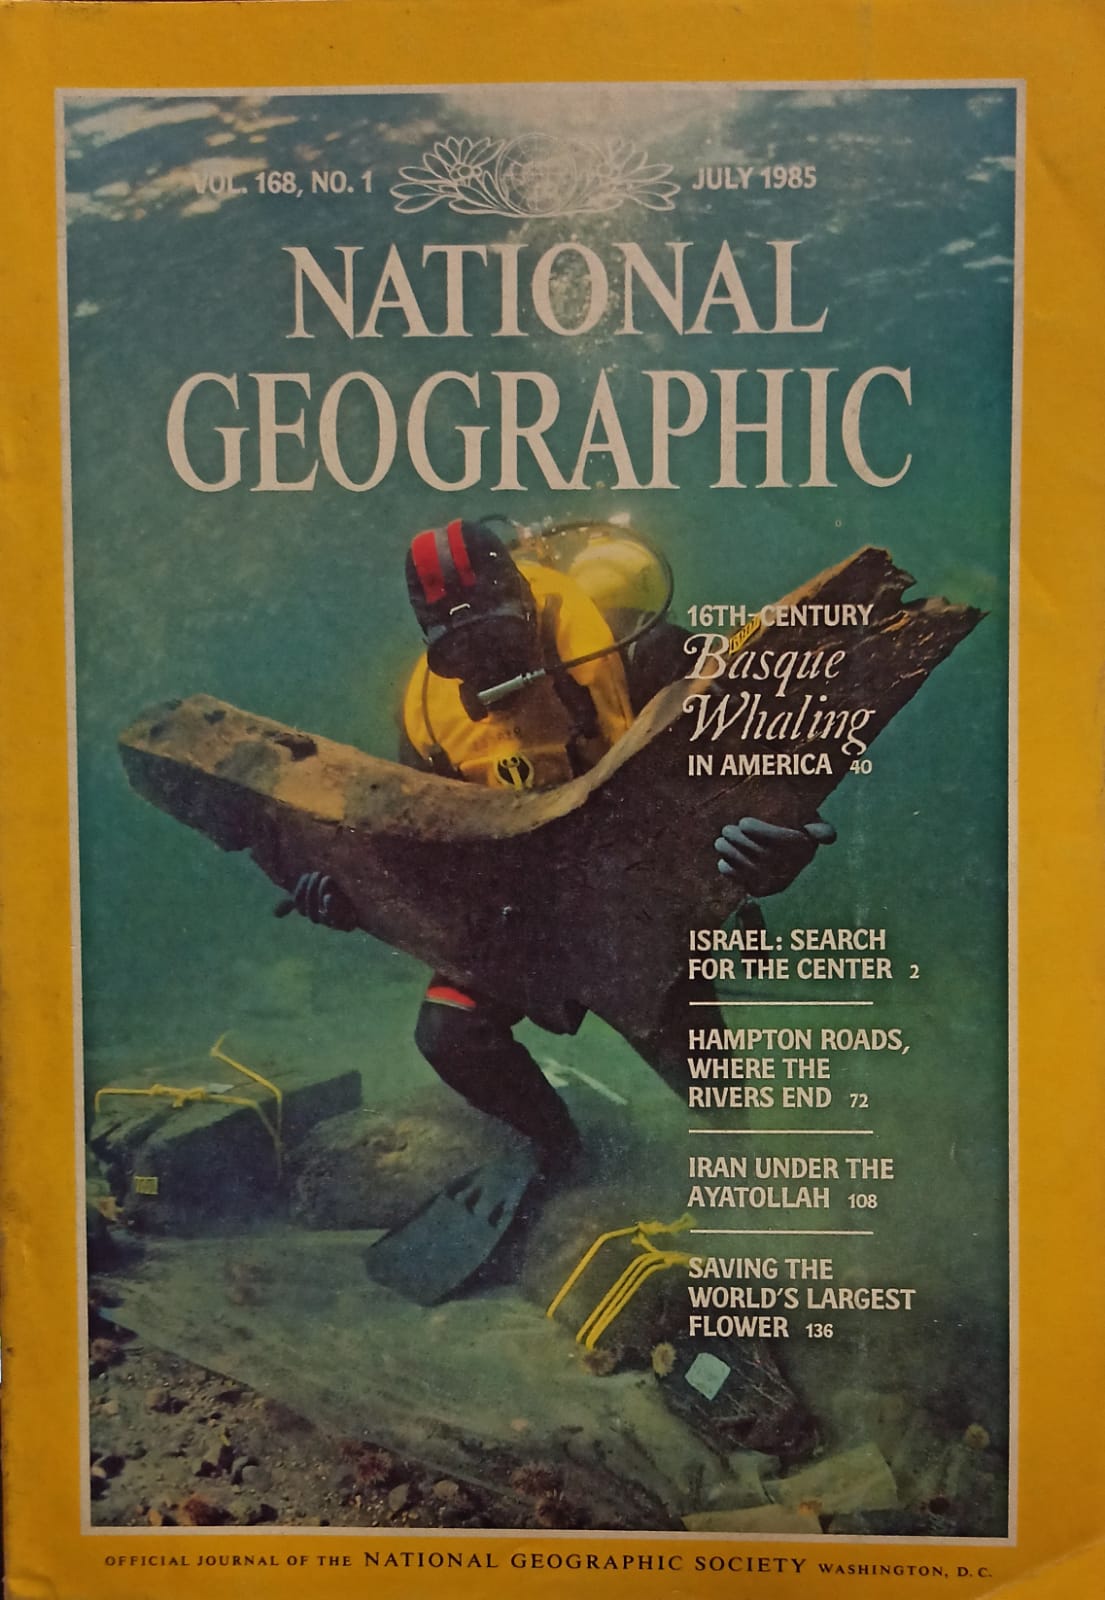 VOL. 168, NO. 1
JULY 1985
NATIONAL
GEOGRAPHIC
16TH-CENTURY
Basque
Whaling
IN AMERICA 40
ISRAEL: SEARCH
FOR THE CENTER 2
HAMPTON ROADS,
WHERE THE
RIVERS END 72
IRAN UNDER THE
AYATOLLAH 108
SAVING THE
WORLD'S LARGEST
FLOWER 136
OFFICIAL JOURNAL OF THE NATIONAL GEOGRAPHIC SOCIETY WASHINGTON, D. C.